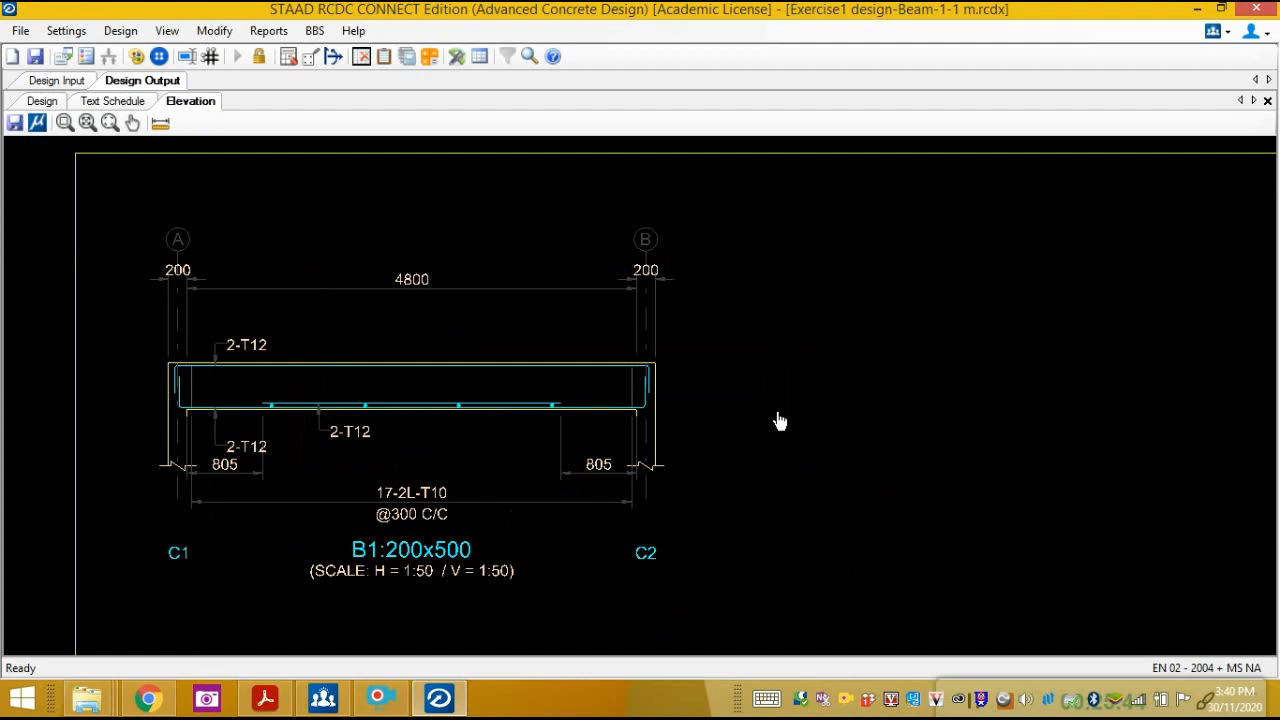 STAAD RCDC CONNECT Edition (Advanced Concrete Design) [Academic License] - [Exercise1 design-Beam-1-1 m.rcdx]
File Settings Design View Modify Reports BBS Help
Design Input Design Output
Design Text Schedule Elevation
A B
200 4800 200
2-T12
2-T12
2-T12
805 805
17-2L-T10
@300 C/C
C1 B1:200x500 C2
(SCALE: H = 1:50 / V = 1:50)
Ready EN 02 - 2004 + MS NA
3:40 PM
30/11/2020